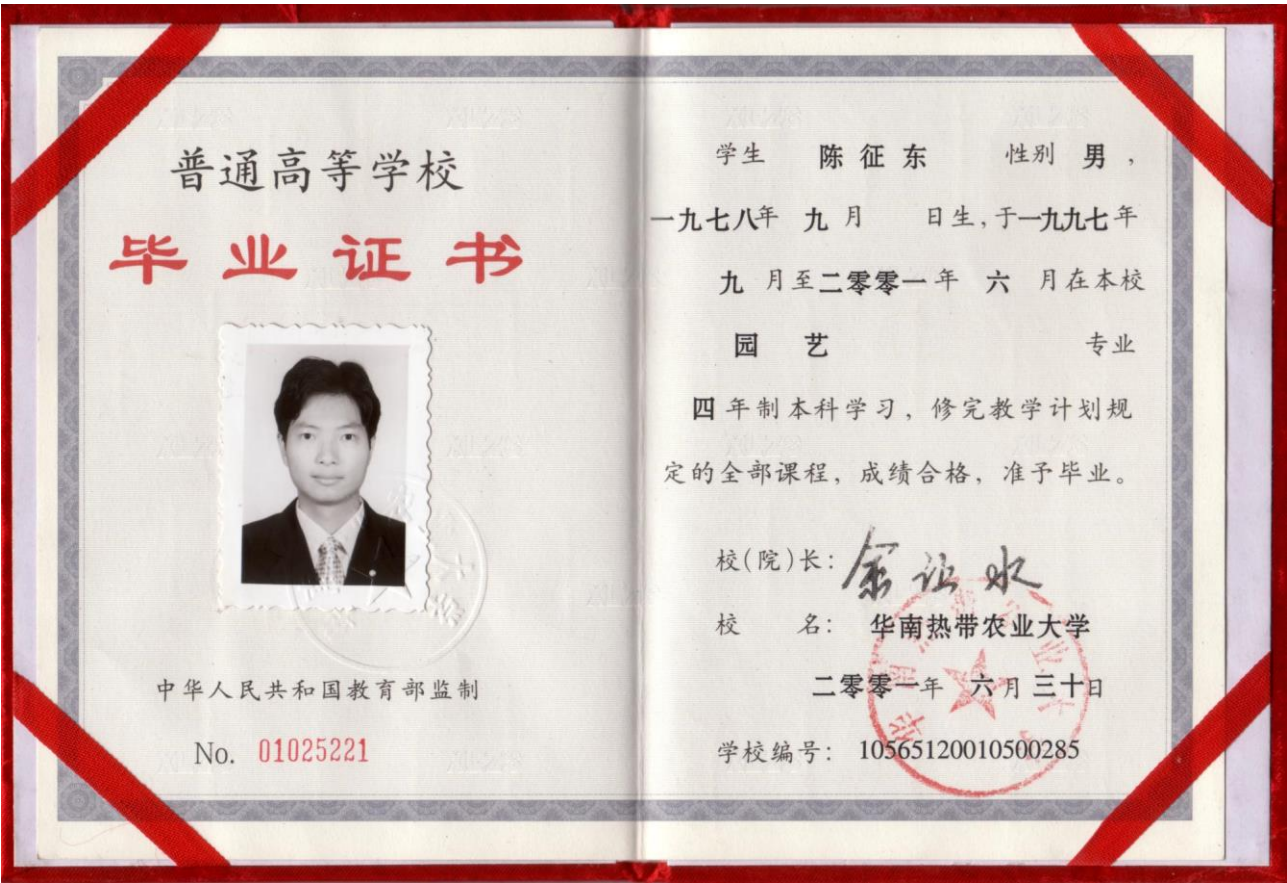 普通高等学校
毕业证书
中华人民共和国教育部监制
No. 01025221
学生 陈征东 性别 男，
一九七八年 九月 日生,于一九九七年
九 月至二零零一年 六 月在本校
园 艺 专业
四年制本科学习，修完教学计划规
定的全部课程，成绩合格，准予毕业。
校(院)长：余让水
校 名： 华南热带农业大学
二零零一年 六月三十日
学校编号： 105651200105000285